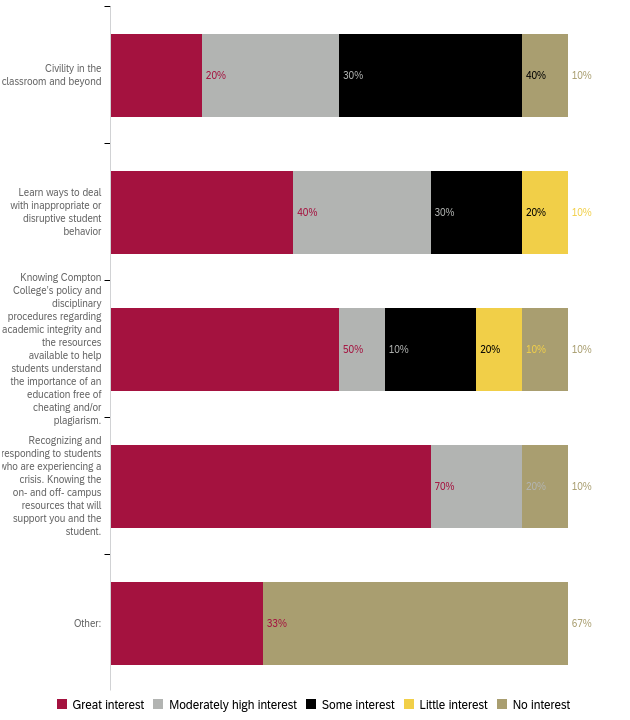 Civility in the
classroom and beyond
20%
30%
40%
10%
Learn ways to deal
with inappropriate or
disruptive student
behavior
40%
30%
20%
10%
Knowing Compton
College's policy and
disciplinary
procedures regarding
academic integrity and
the resources
available to help
students understand
the importance of an
education free of
cheating and/or
plagiarism.
50%
10%
20%
10%
10%
Recognizing and
responding to students
who are experiencing a
crisis. Knowing the
on- and off- campus
resources that will
support you and the
student.
70%
20%
10%
Other:
33%
67%
Great interest
Moderately high interest
Some interest
Little interest
No interest